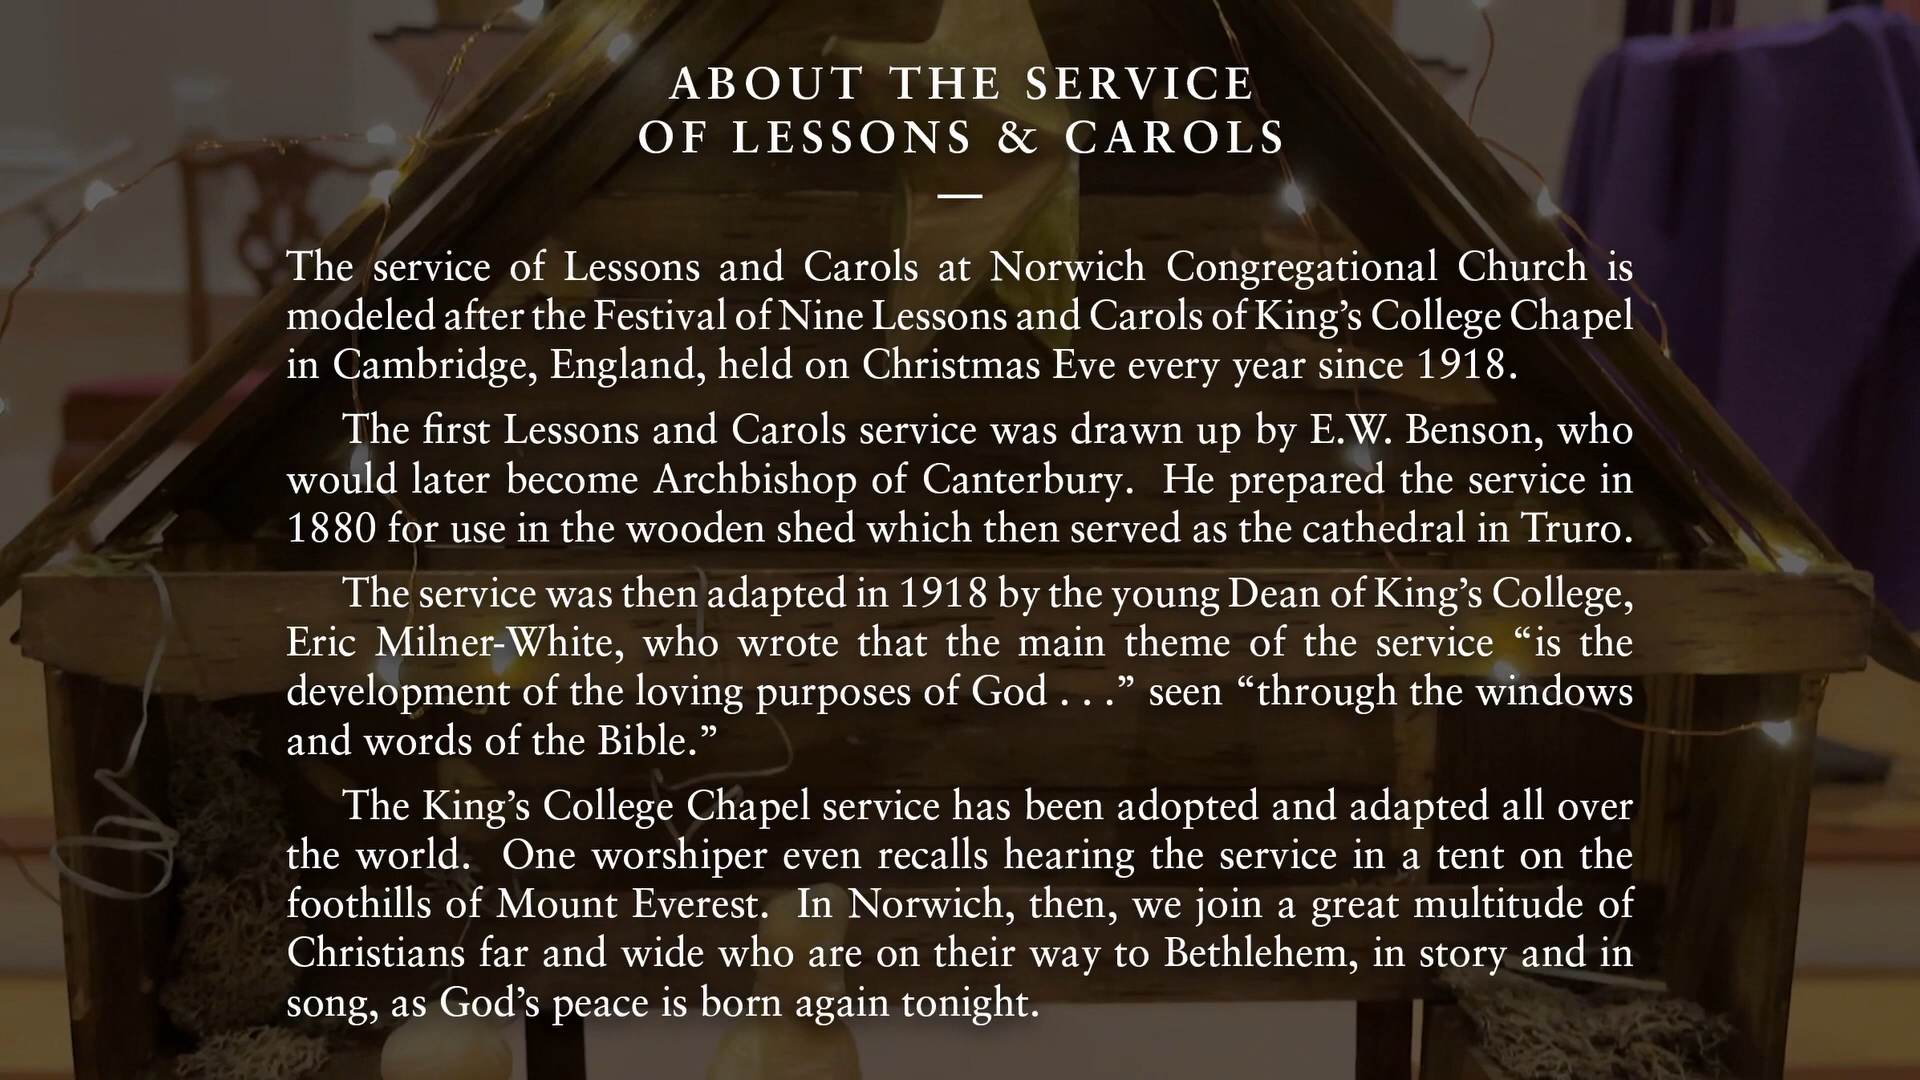 ABOUT THE SERVICE
OF LESSONS & CAROLS
The service of Lessons and Carols at Norwich Congregational Church is
modeled after the Festival of Nine Lessons and Carols of King’s College Chapel
in Cambridge, England, held on Christmas Eve every year since 1918.
The first Lessons and Carols service was drawn up by E.W. Benson, who
would later become Archbishop of Canterbury. He prepared the service in
1880 for use in the wooden shed which then served as the cathedral in Truro.
The service was then adapted in 1918 by the young Dean of King’s College,
Eric Milner-White, who wrote that the main theme of the service “is the
development of the loving purposes of God . . .” seen “through the windows
and words of the Bible.”
The King’s College Chapel service has been adopted and adapted all over
the world. One worshiper even recalls hearing the service in a tent on the
foothills of Mount Everest. In Norwich, then, we join a great multitude of
Christians far and wide who are on their way to Bethlehem, in story and in
song, as God’s peace is born again tonight.